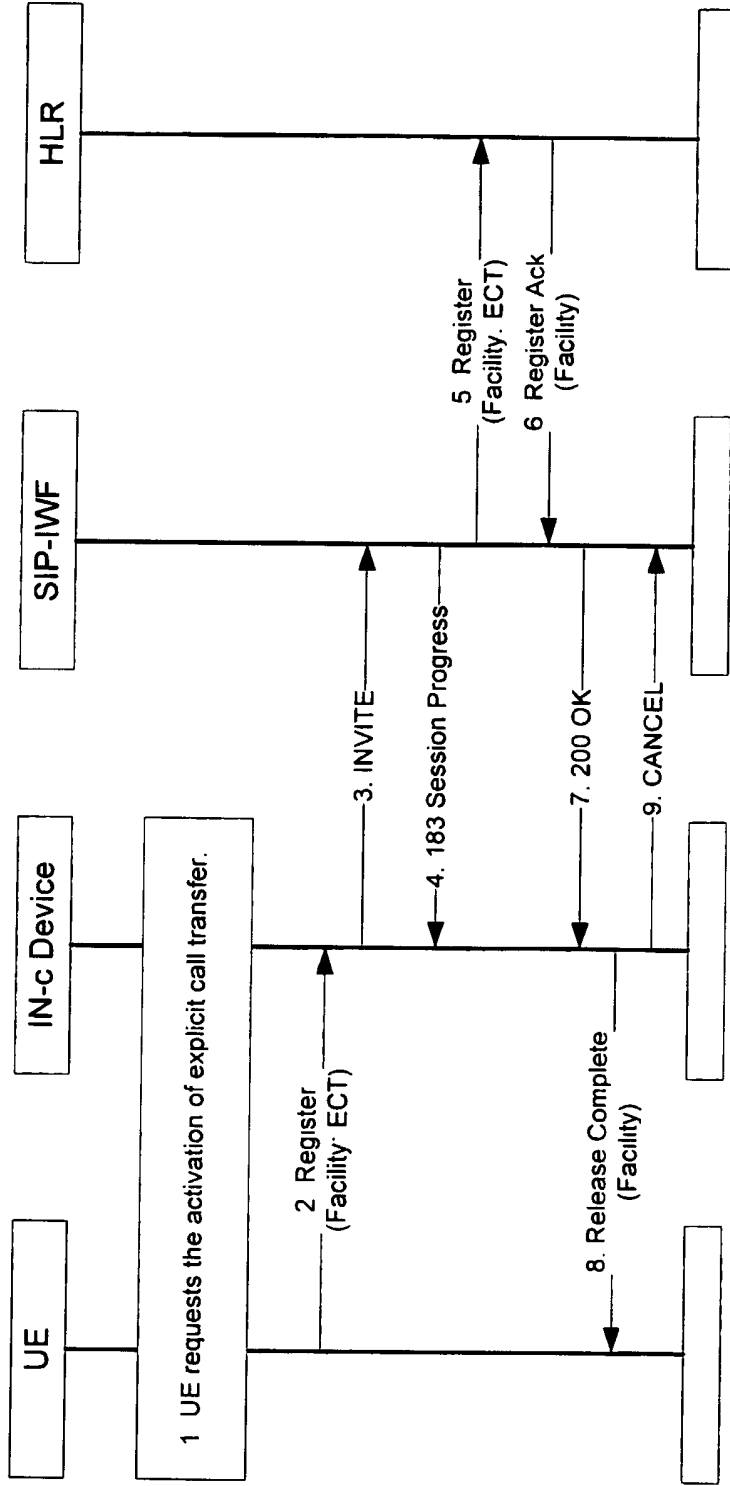 UE
IN-c Device
SIP-IWF
HLR
1 UE requests the activation of explicit call transfer.
2 Register
(Facility: ECT)
3. INVITE
4. 183 Session Progress
5 Register
(Facility. ECT)
6 Register Ack
(Facility)
7. 200 OK
8. Release Complete
(Facility)
9. CANCEL